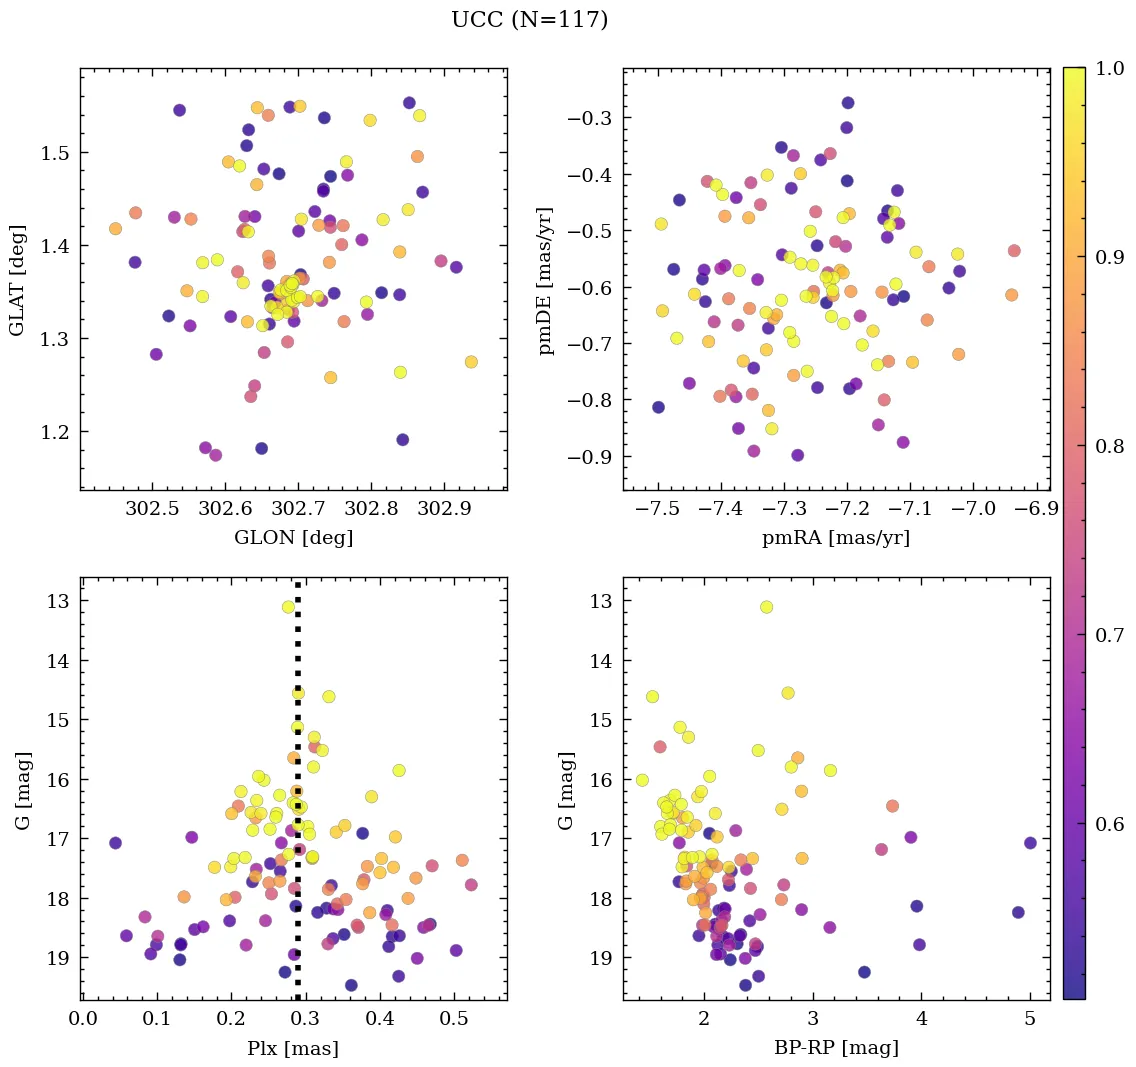 UCC (N=117)
1.5
1.4
1.3
1.2
GLAT [deg]
302.5 302.6 302.7 302.8 302.9
GLON [deg]
−0.3
−0.4
−0.5
−0.6
−0.7
−0.8
−0.9
pmDE [mas/yr]
−7.5 −7.4 −7.3 −7.2 −7.1 −7.0 −6.9
pmRA [mas/yr]
1.0
0.9
0.8
0.7
0.6
13
14
15
16
17
18
19
G [mag]
0.0 0.1 0.2 0.3 0.4 0.5
Plx [mas]
13
14
15
16
17
18
19
G [mag]
2 3 4 5
BP-RP [mag]